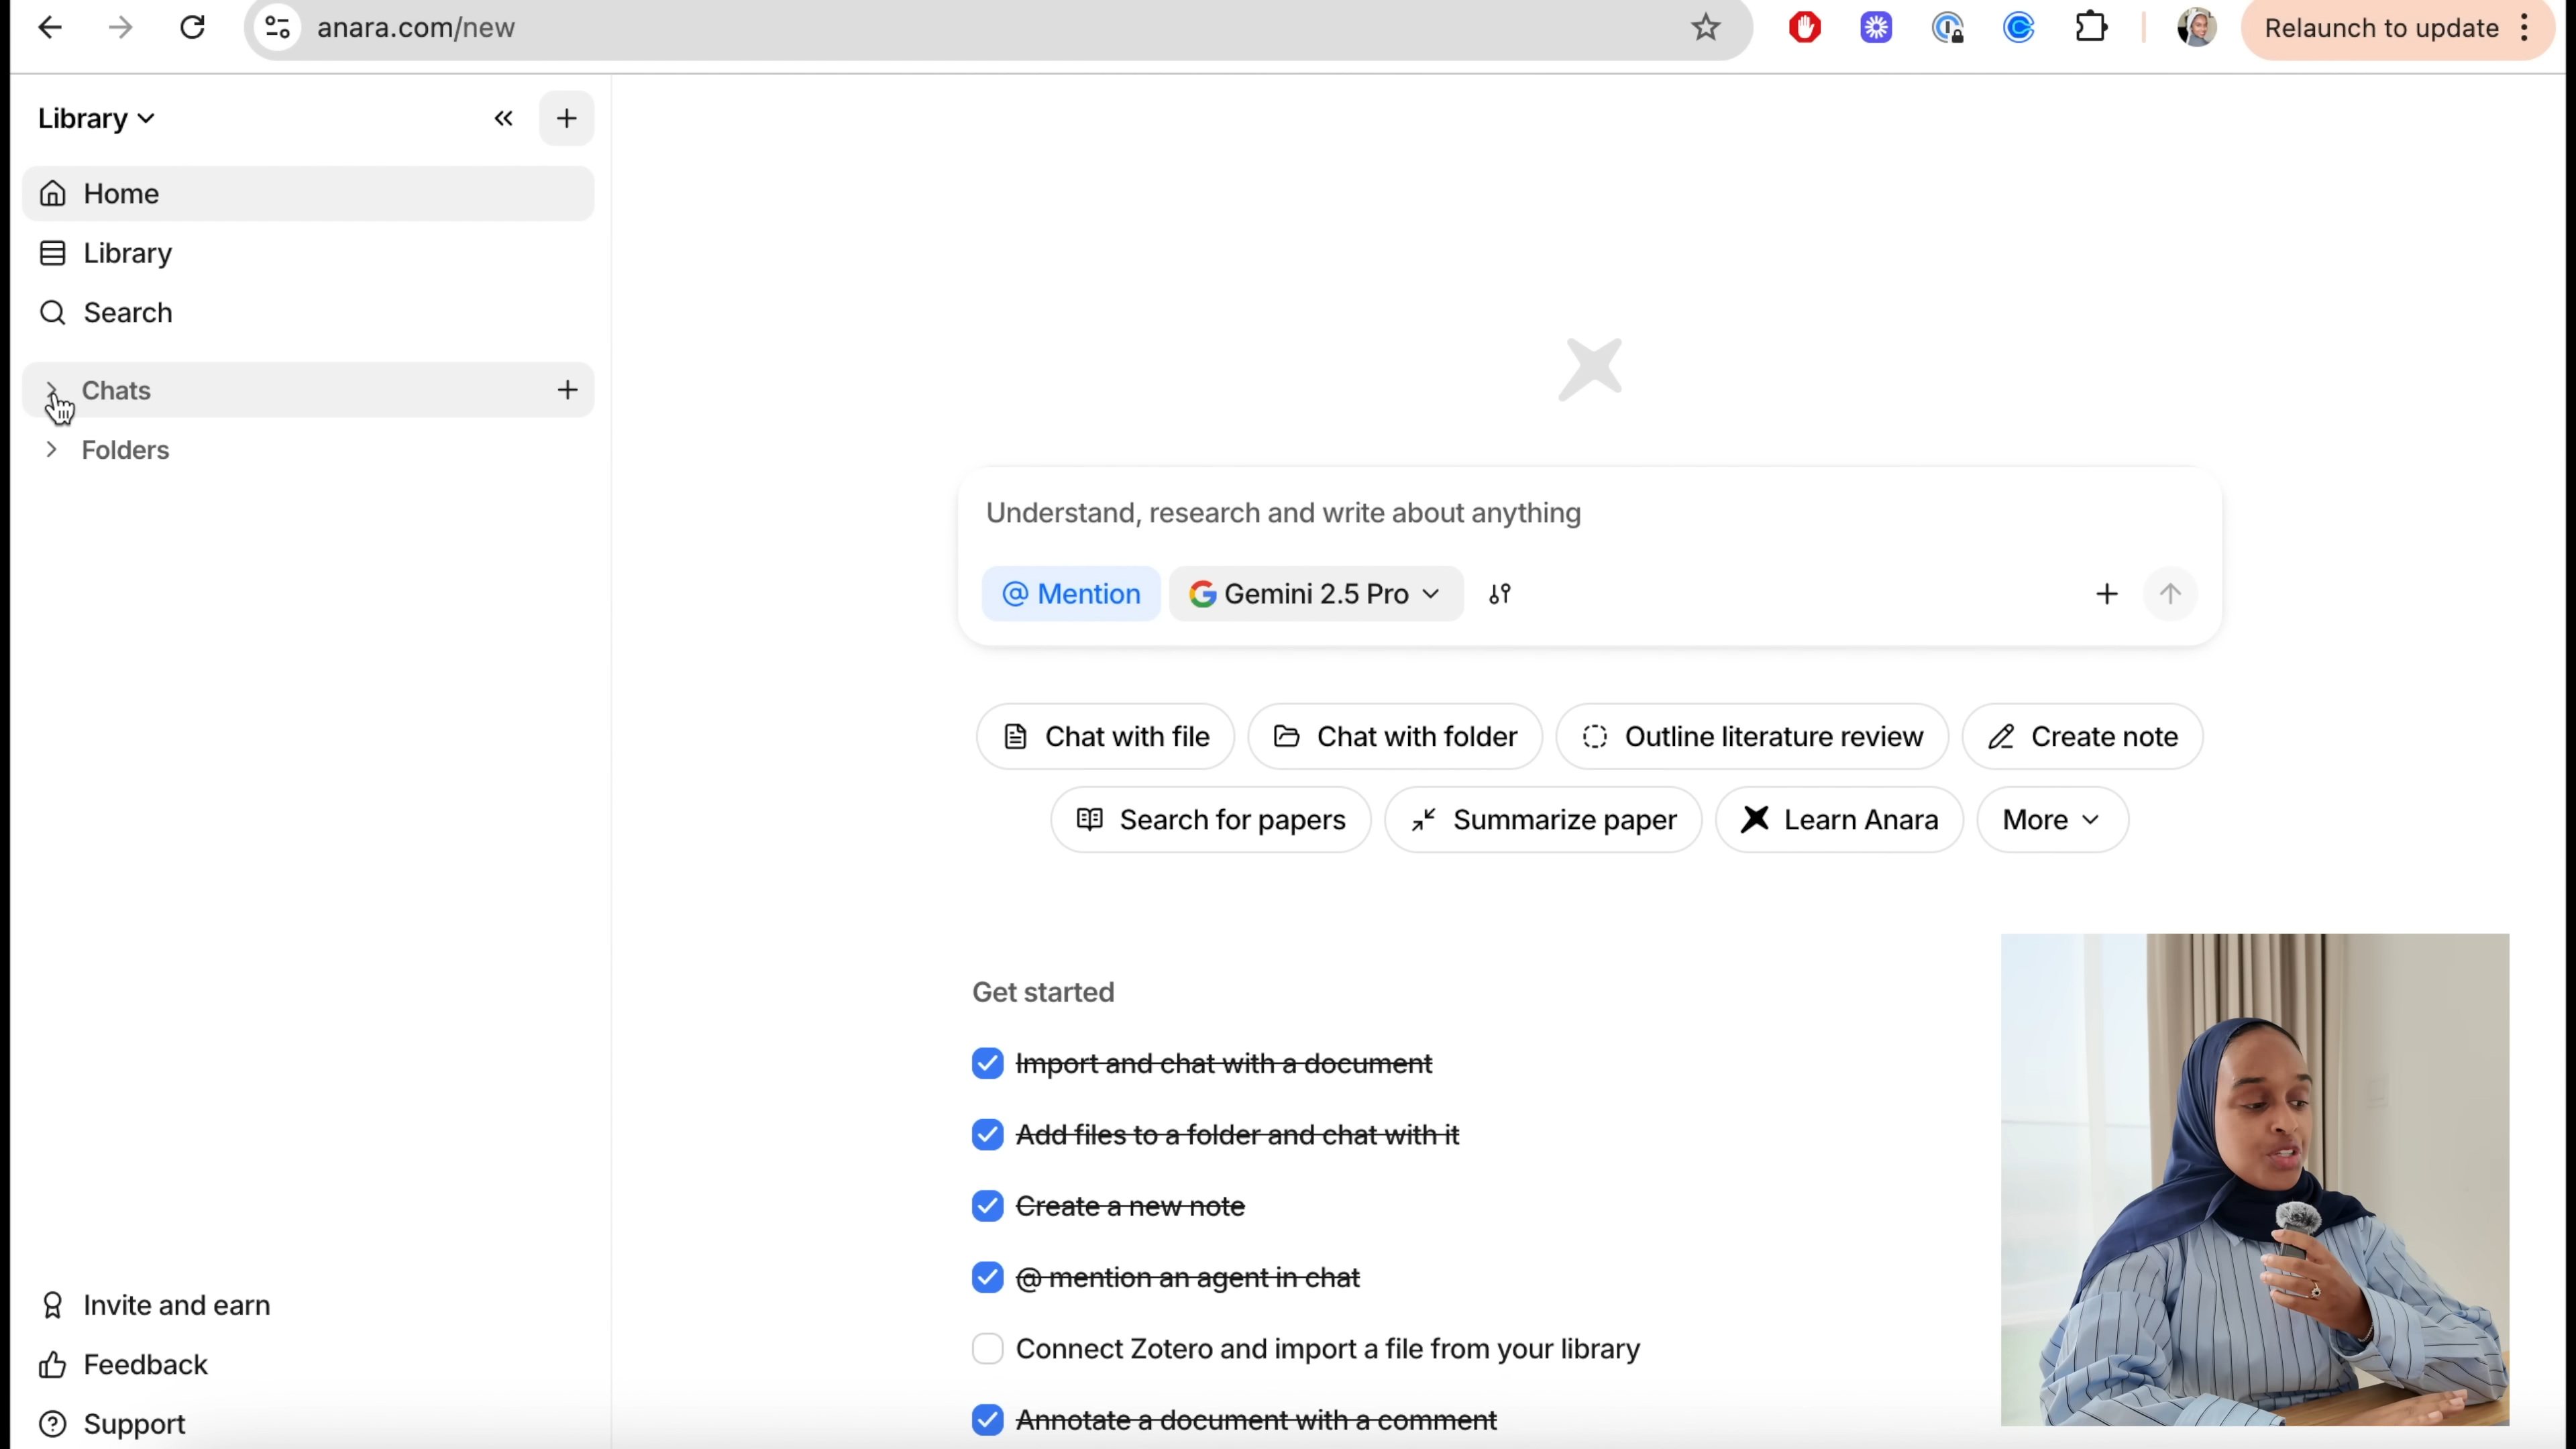 anara.com/new
Relaunch to update
Library
Home
Library
Search
Chats
Folders
Understand, research and write about anything
@ Mention
Gemini 2.5 Pro
Chat with file
Chat with folder
Outline literature review
Create note
Search for papers
Summarize paper
Learn Anara
More
Get started
Import and chat with a document
Add files to a folder and chat with it
Create a new note
@ mention an agent in chat
Connect Zotero and import a file from your library
Annotate a document with a comment
Invite and earn
Feedback
Support